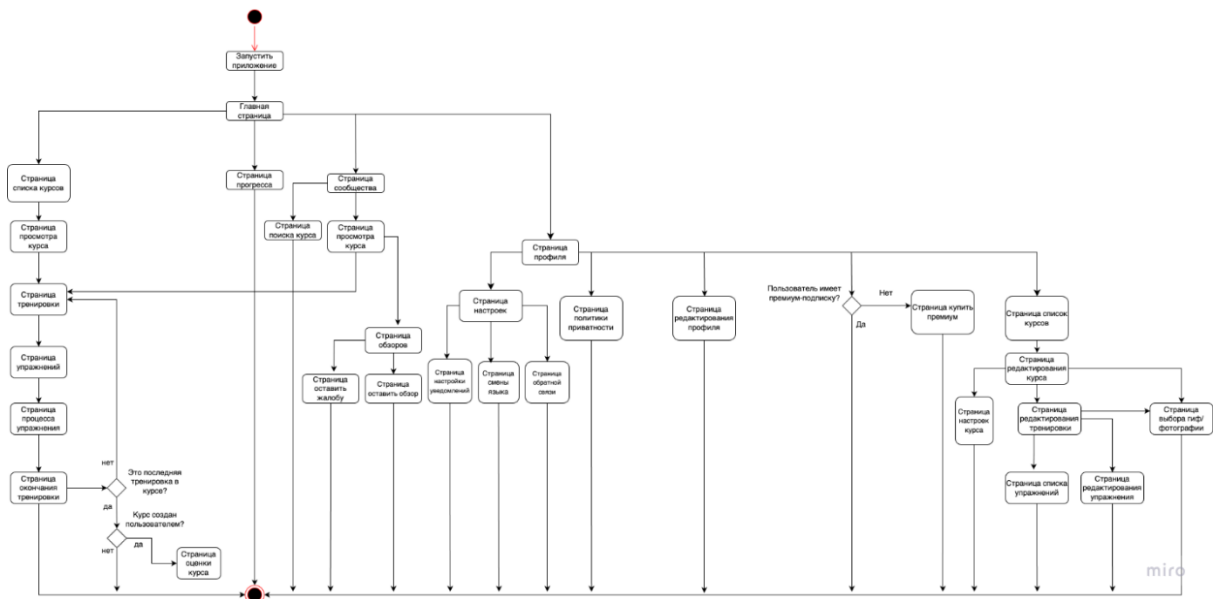 Запустить
приложение
Главная
страница
Страница
списка курсов
Страница
прогресса
Страница
сообщества
Страница
просмотра
курса
Страница
поиска курса
Страница
просмотра
курса
Страница
профиля
Страница
тренировки
Страница
настроек
Страница
политики
приватности
Страница
редактирования
профиля
Пользователь имеет
премиум-подписку?
Нет
Да
Страница купить
премиум
Страница список
курсов
Страница
обзоров
Страница
упражнений
Страница
оставить
жалобу
Страница
оставить обзор
Страница
настройки
уведомлений
Страница
смены
языка
Страница
обратной
связи
Страница
редактирования
курса
Страница
процесса
упражнения
Страница
настроек
курса
Страница
редактирования
тренировки
Страница
выбора гиф/
фотографии
нет
Это последняя
тренировка в
курсе?
Страница
окончания
тренировки
да
Страница списка
упражнений
Страница
редактирования
упражнения
Курс создан
пользователем?
нет
да
Страница
оценки
курса
miro